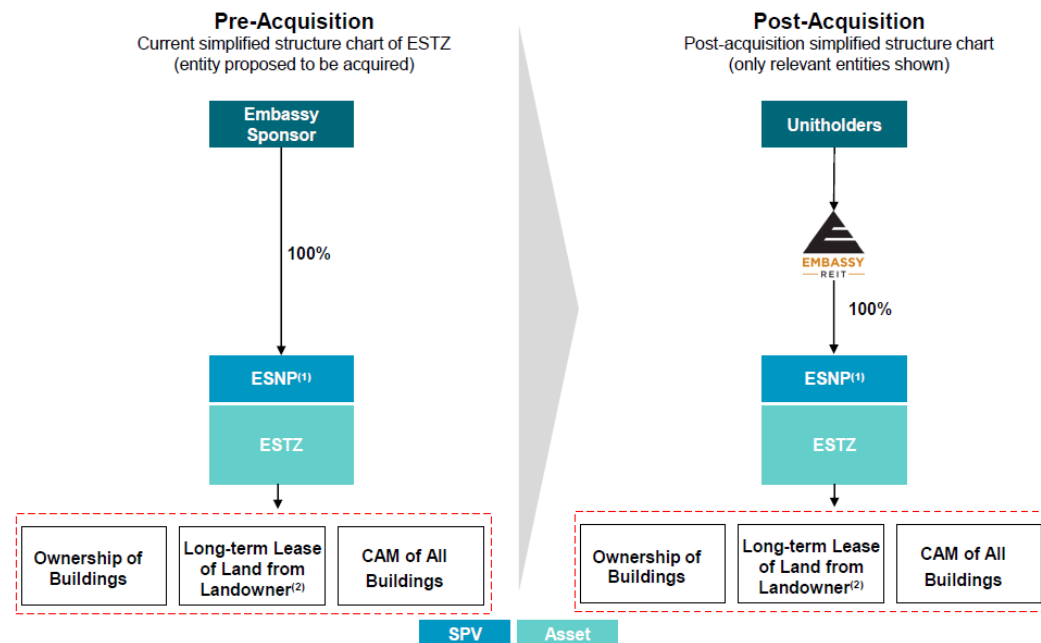 Pre-Acquisition
Current simplified structure chart of ESTZ
(entity proposed to be acquired)
Embassy
Sponsor
100%
ESNP(1)
ESTZ
Ownership of
Buildings
Long-term Lease
of Land from
Landowner(2)
CAM of All
Buildings
Post-Acquisition
Post-acquisition simplified structure chart
(only relevant entities shown)
Unitholders
EMBASSY
REIT
100%
ESNP(1)
ESTZ
Ownership of
Buildings
Long-term Lease
of Land from
Landowner(2)
CAM of All
Buildings
SPV
Asset